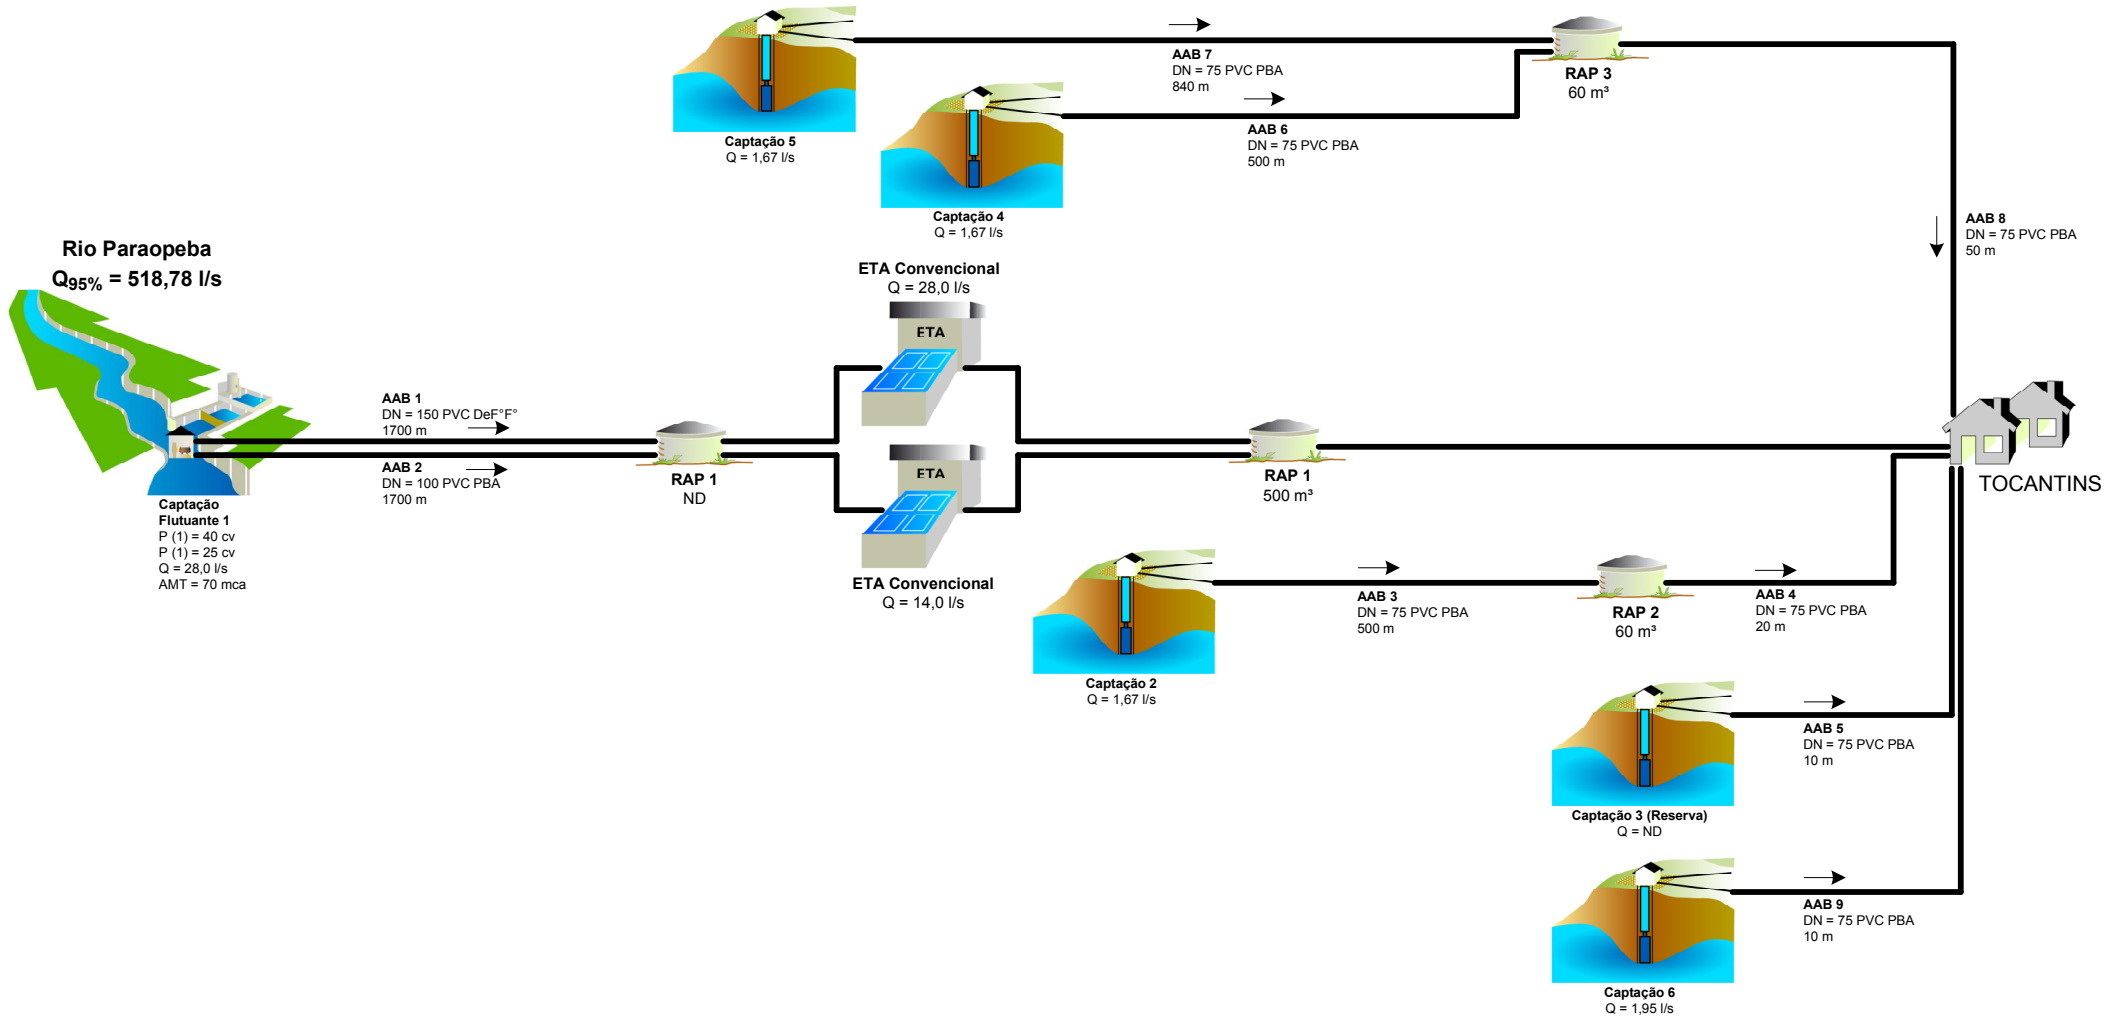 AAB 7
DN = 75 PVC PBA
840 m
RAP 3
60 m³
Captação 5
Q = 1,67 l/s
AAB 6
DN = 75 PVC PBA
500 m
Captação 4
Q = 1,67 l/s
AAB 8
DN = 75 PVC PBA
50 m
Rio Paraopeba
Q95% = 518,78 l/s
ETA Convencional
Q = 28,0 l/s
ETA
AAB 1
DN = 150 PVC DeF°F°
1700 m
AAB 2
DN = 100 PVC PBA
1700 m
RAP 1
ND
ETA
RAP 1
500 m³
TOCANTINS
Captação
Flutuante 1
P (1) = 40 cv
P (1) = 25 cv
Q = 28,0 l/s
AMT = 70 mca
ETA Convencional
Q = 14,0 l/s
AAB 3
DN = 75 PVC PBA
500 m
RAP 2
60 m³
AAB 4
DN = 75 PVC PBA
20 m
Captação 2
Q = 1,67 l/s
AAB 5
DN = 75 PVC PBA
10 m
Captação 3 (Reserva)
Q = ND
AAB 9
DN = 75 PVC PBA
10 m
Captação 6
Q = 1,95 l/s